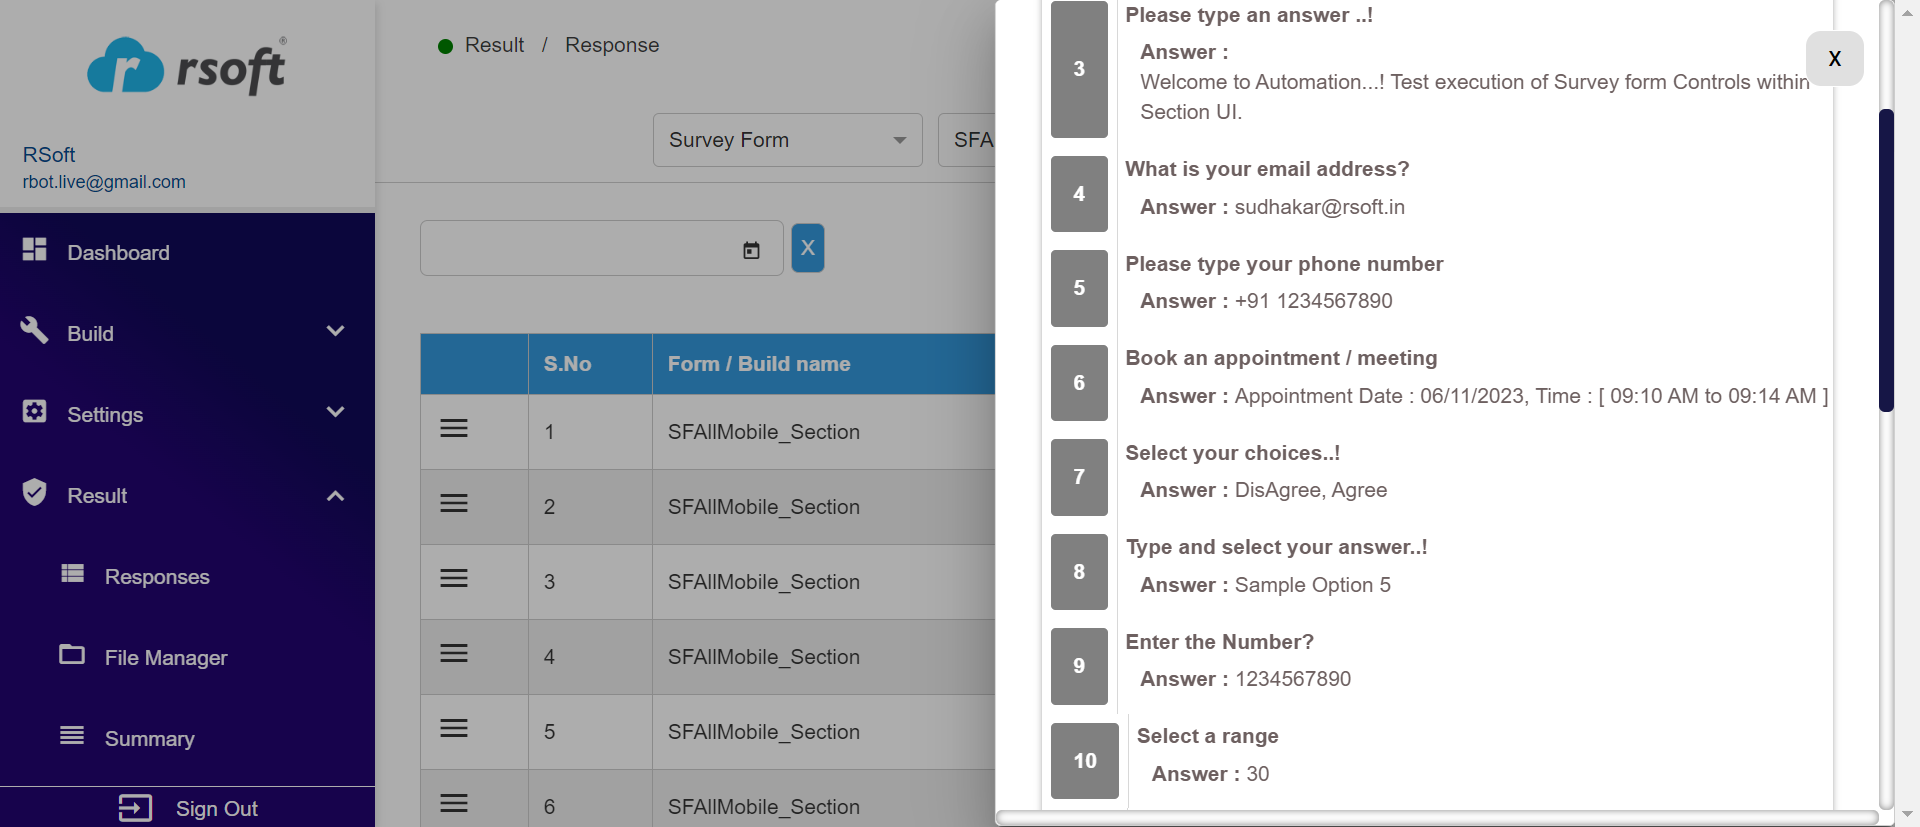 rsoft®
RSoft
rbot.live@gmail.com
Dashboard
Build
Settings
Result
Responses
File Manager
Summary
Sign Out
Result / Response
Survey Form
SFA
X
S.No Form / Build name
1 SFAllMobile_Section
2 SFAllMobile_Section
3 SFAllMobile_Section
4 SFAllMobile_Section
5 SFAllMobile_Section
6 SFAllMobile_Section
X
3 Please type an answer ..!
Answer :
Welcome to Automation...! Test execution of Survey form Controls within
Section UI.
4 What is your email address?
Answer : sudhakar@rsoft.in
5 Please type your phone number
Answer : +91 1234567890
6 Book an appointment / meeting
Answer : Appointment Date : 06/11/2023, Time : [ 09:10 AM to 09:14 AM ]
7 Select your choices..!
Answer : DisAgree, Agree
8 Type and select your answer..!
Answer : Sample Option 5
9 Enter the Number?
Answer : 1234567890
10 Select a range
Answer : 30